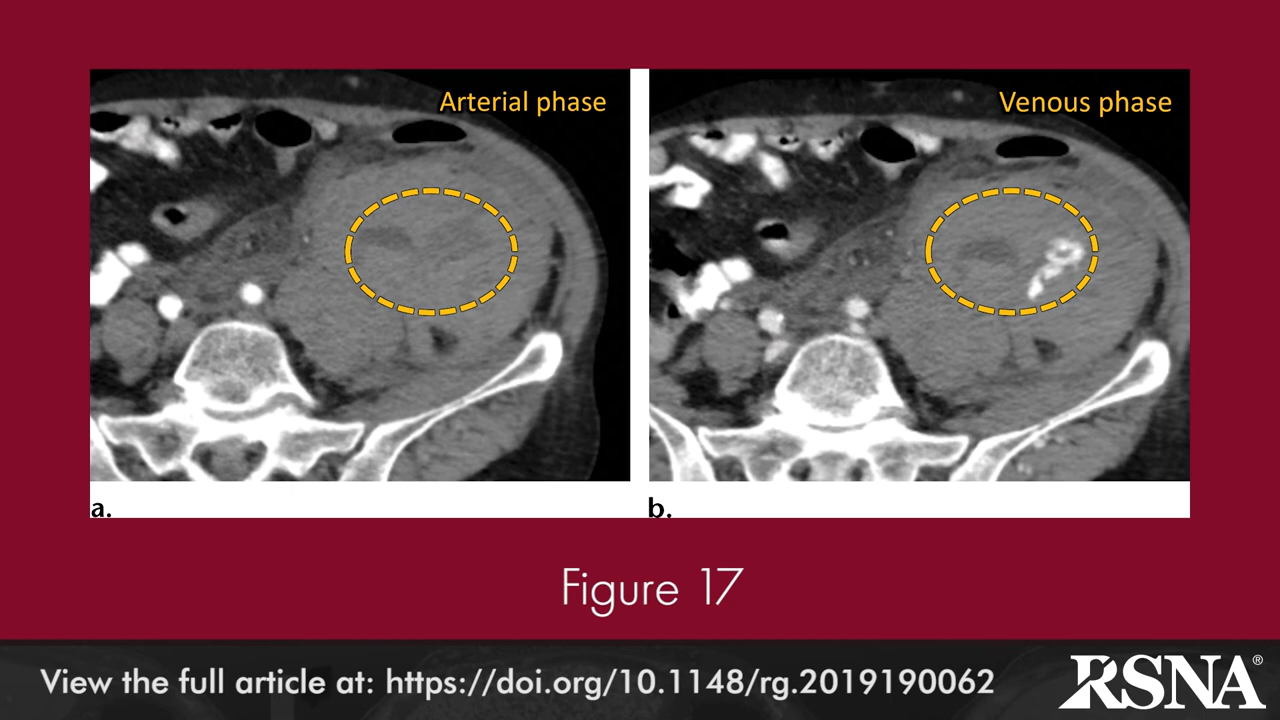 Arterial phase
Venous phase
a.
b.
Figure 17
View the full article at: https://doi.org/10.1148/rg.2019190062
RSNA®